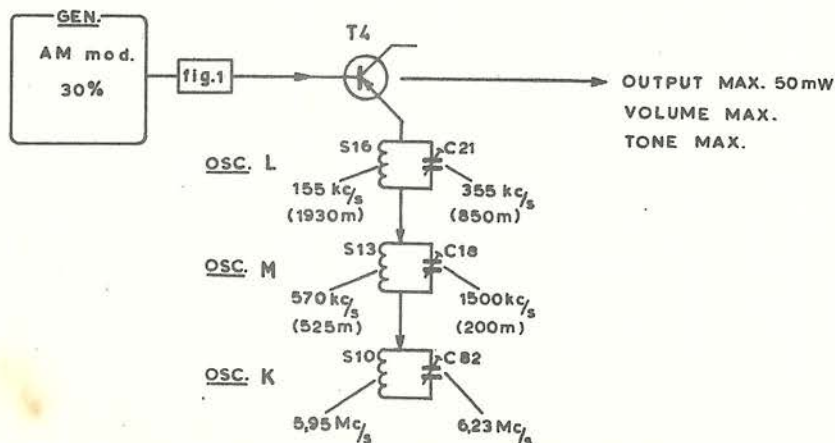 GEN.
AM mod.
30%
fig.1
T4
OUTPUT MAX. 50mW
VOLUME MAX.
TONE MAX.
OSC. L
S16
C21
155 kc/s
(1930m)
355 kc/s
(850m)
OSC. M
S13
C18
570 kc/s
(525m)
1500 kc/s
(200m)
OSC. K
S10
C82
5,95 Mc/s
6,23 Mc/s